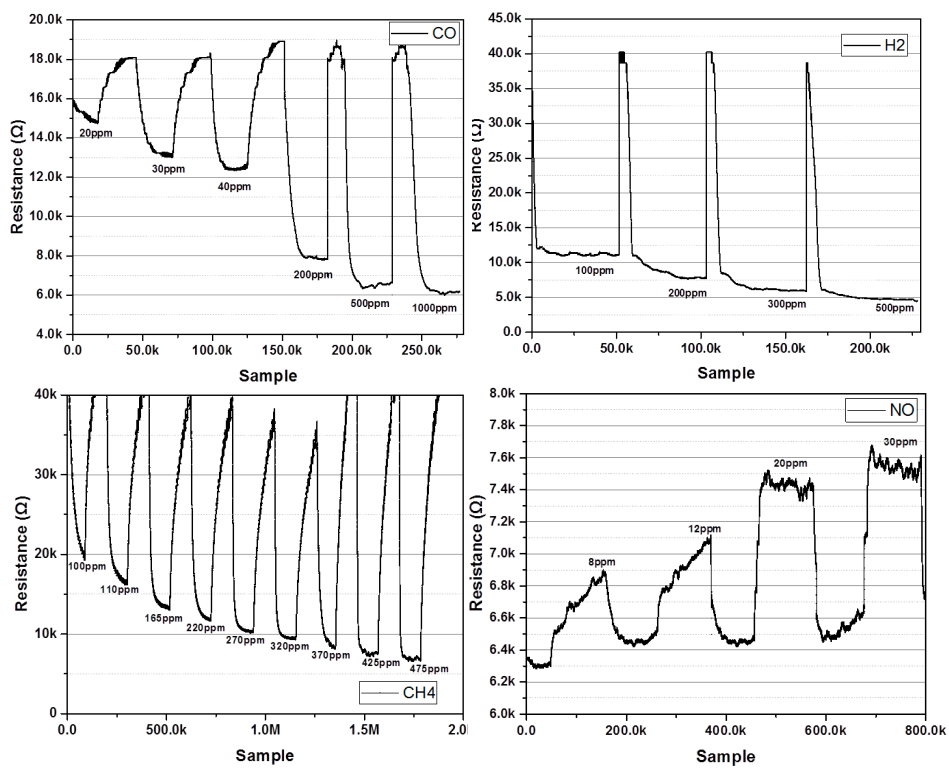 20.0k
18.0k
16.0k
14.0k
12.0k
10.0k
8.0k
6.0k
4.0k
Resistance (Ω)
CO
20ppm
30ppm
40ppm
200ppm
500ppm
1000ppm
0.0 50.0k 100.0k 150.0k 200.0k 250.0k
Sample
45.0k
40.0k
35.0k
30.0k
25.0k
20.0k
15.0k
10.0k
5.0k
0.0
Resistance (Ω)
H2
100ppm
200ppm
300ppm
500ppm
0.0 50.0k 100.0k 150.0k 200.0k
Sample
40k
30k
20k
10k
0
Resistance (Ω)
100ppm
110ppm
165ppm
220ppm
270ppm
320ppm
370ppm
425ppm
475ppm
CH4
0.0 500.0k 1.0M 1.5M 2.0
Sample
8.0k
7.8k
7.6k
7.4k
7.2k
7.0k
6.8k
6.6k
6.4k
6.2k
6.0k
Resistance (Ω)
NO
8ppm
12ppm
20ppm
30ppm
0.0 200.0k 400.0k 600.0k 800.0k
Sample